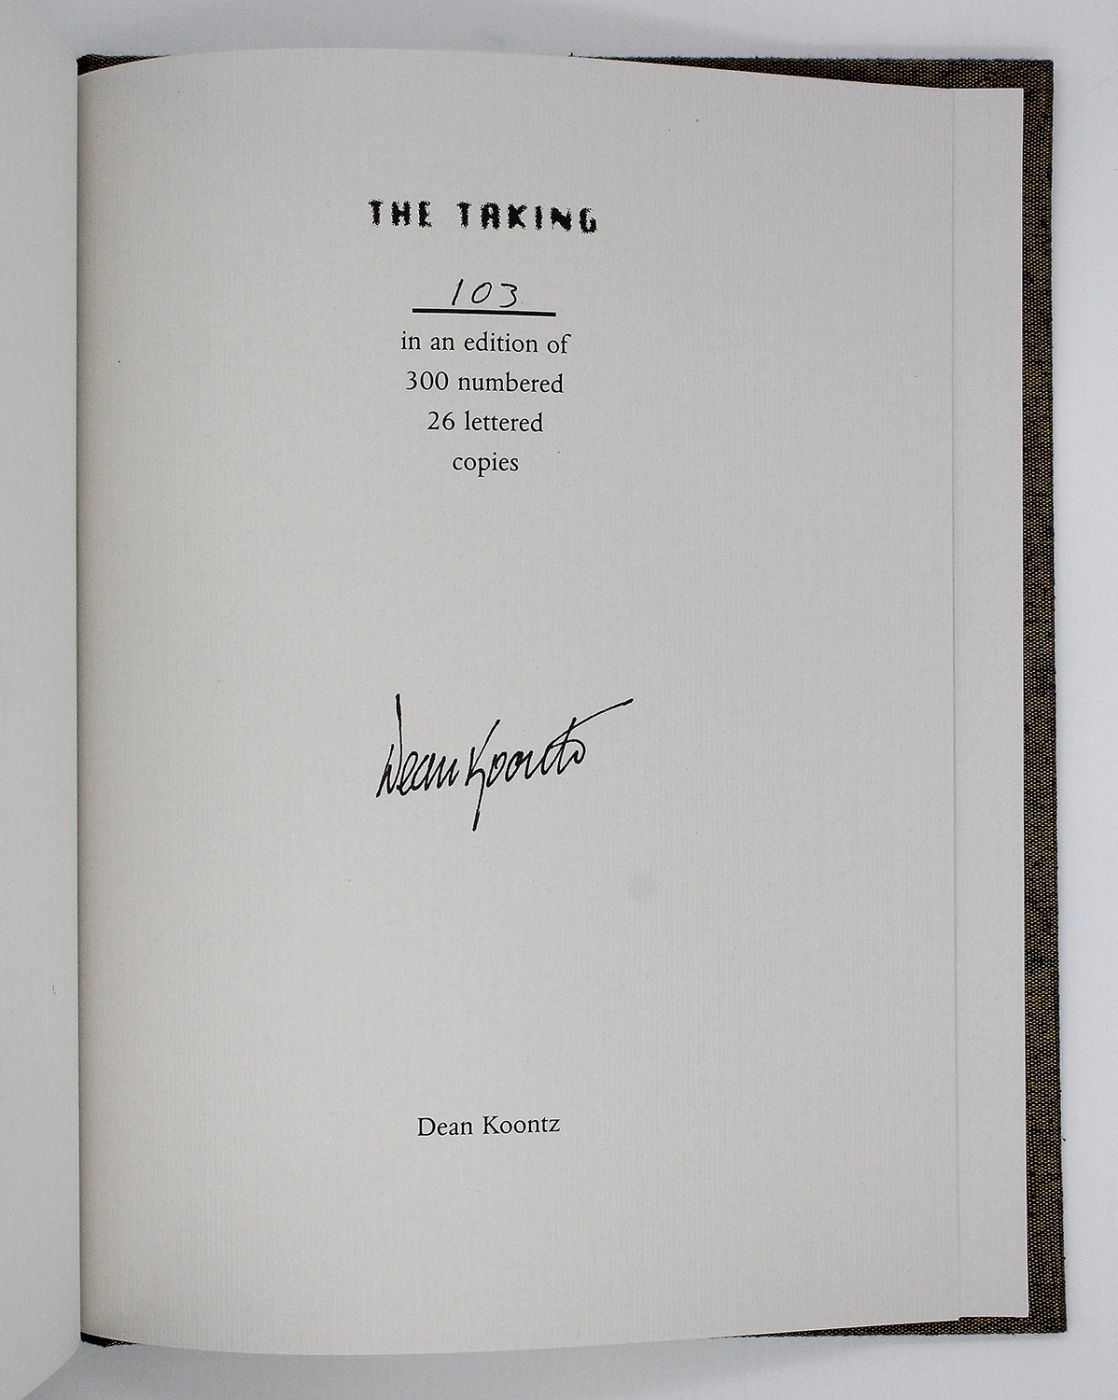 THE TAKING
103
in an edition of
300 numbered
26 lettered
copies
Dean Koontz
Dean Koontz